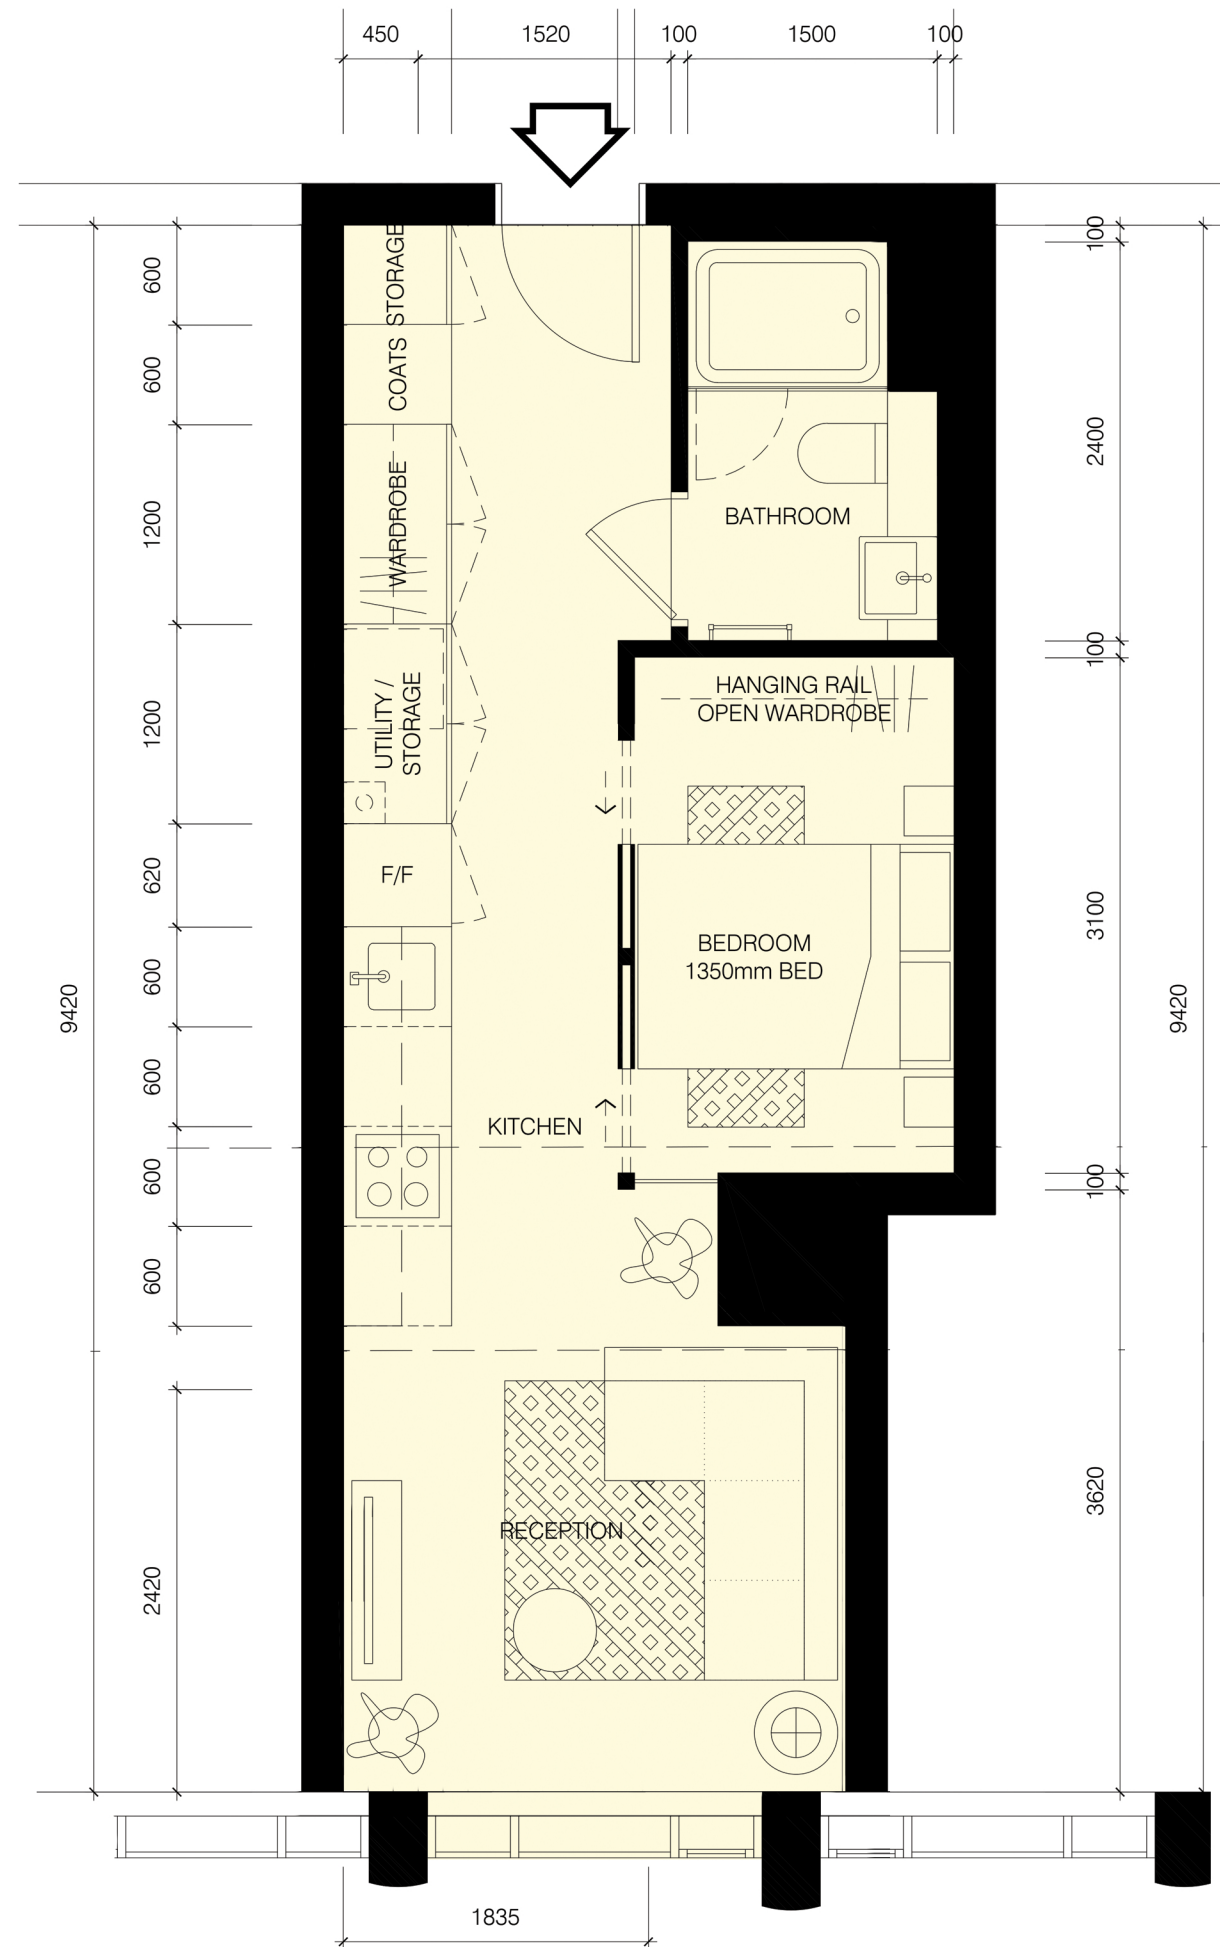 450
1520
100
1500
100
600
600
1200
1200
620
600
600
600
600
2420
9420
STORAGE
COATS
WARDROBE
UTILITY /
STORAGE
F/F
BATHROOM
HANGING RAIL
OPEN WARDROBE
BEDROOM
1350mm BED
KITCHEN
RECEPTION
100
2400
100
3100
100
3620
9420
1835